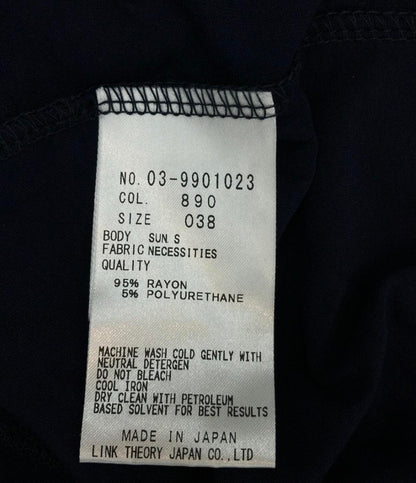 NO. 03-9901023
COL. 890
SIZE 038
BODY SUN.S
FABRIC NECESSITIES
QUALITY
95% RAYON
5% POLYURETHANE
MACHINE WASH COLD GENTLY WITH
NEUTRAL DETERGEN
DO NOT BLEACH
COOL IRON
DRY CLEAN WITH PETROLEUM
BASED SOLVENT FOR BEST RESULTS
MADE IN JAPAN
LINK THEORY JAPAN CO.,LTD